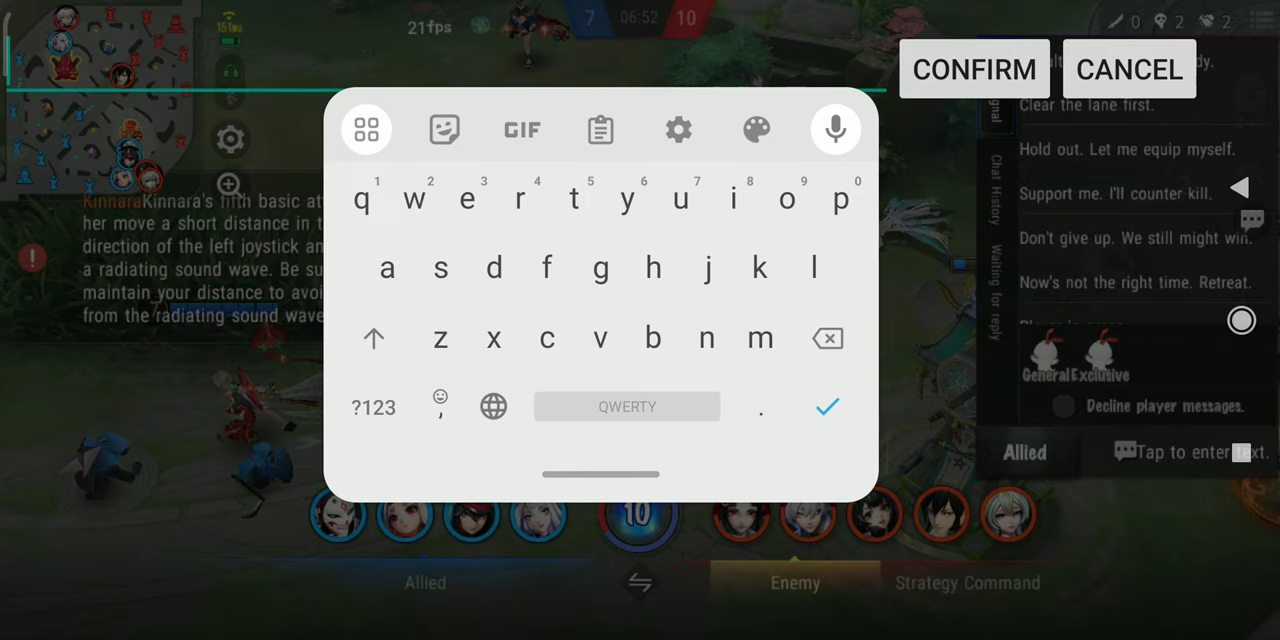 161ms
21fps
7 06:52 10
0 2 2
CONFIRM
CANCEL
Clear the lane first.
Hold out. Let me equip myself.
Support me. I'll counter kill.
Don't give up. We still might win.
Now's not the right time. Retreat.
Chat History
Waiting for reply
KinnaraKinnara's fifth basic at
her move a short distance in t
direction of the left joystick an
a radiating sound wave. Be su
maintain your distance to avoi
from the radiating sound wave
GIF
1 2 3 4 5 6 7 8 9 0
q w e r t y u i o p
a s d f g h j k l
z x c v b n m
?123 , QWERTY .
General Exclusive
Decline player messages.
Allied Tap to enter text.
10
Allied Enemy Strategy Command